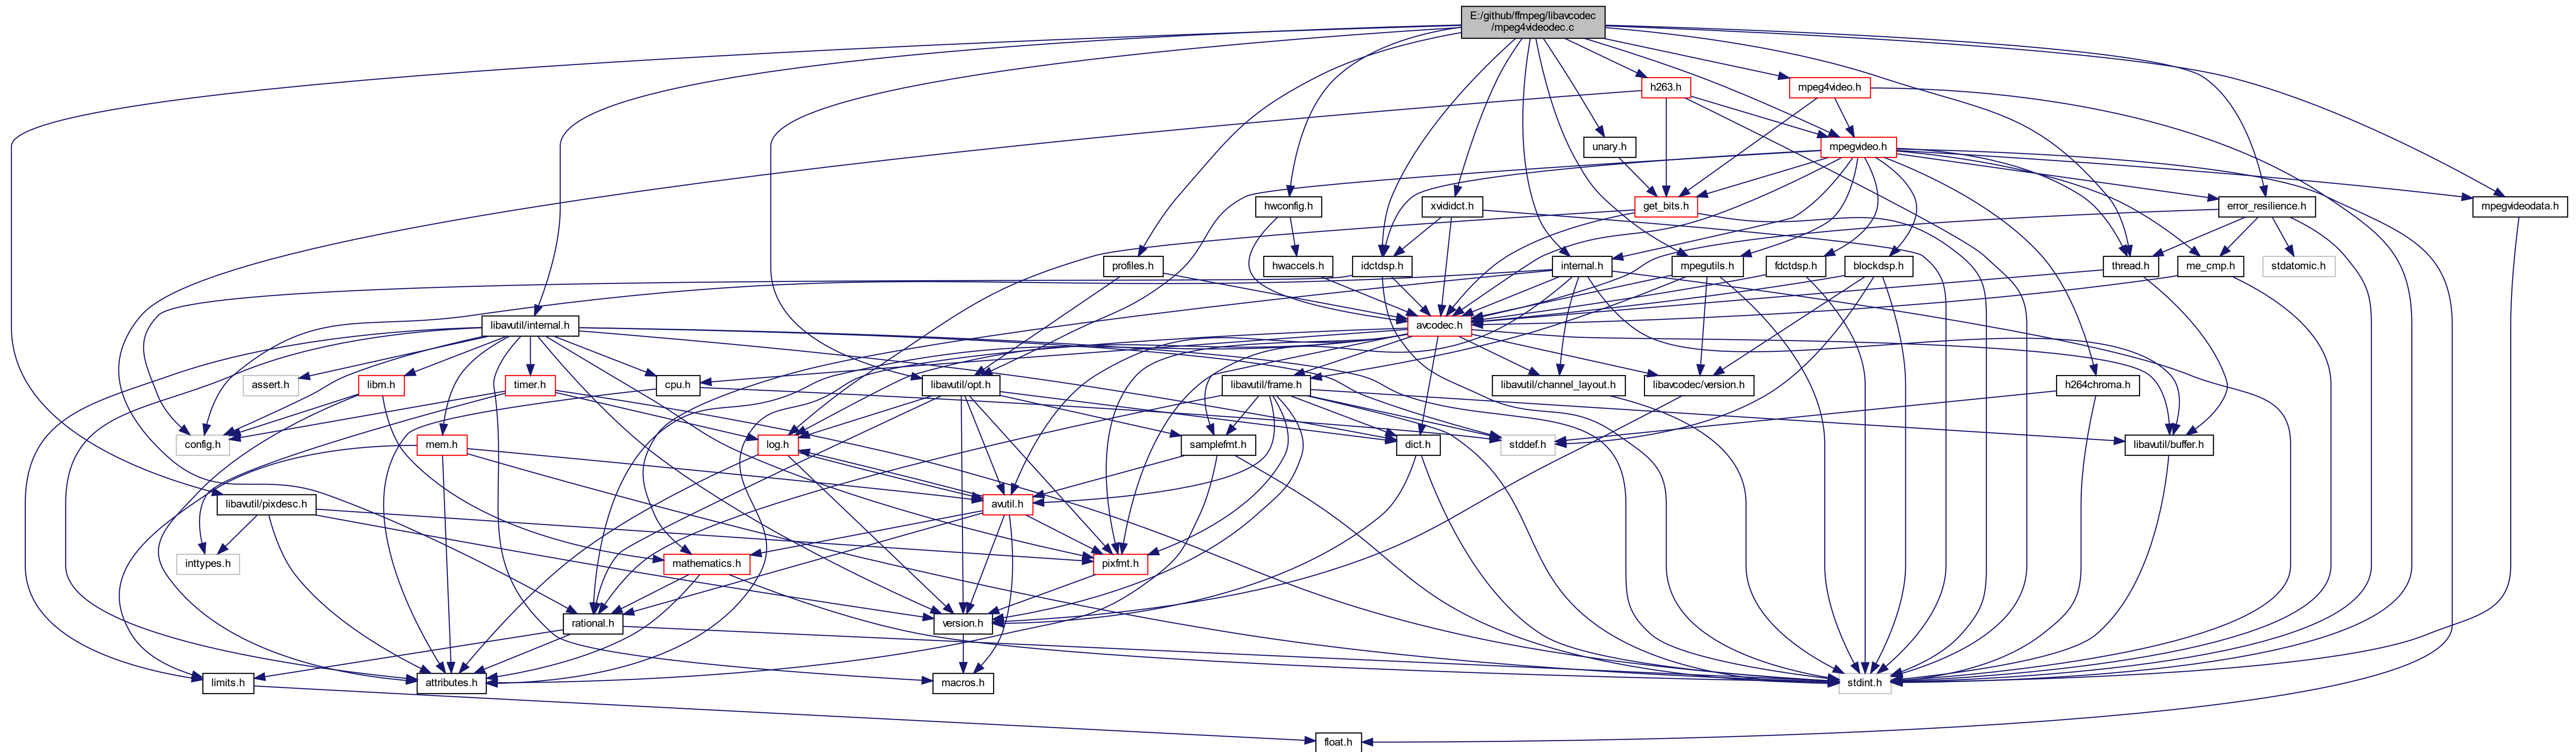 E:/github/ffmpeg/libavcodec
/mpeg4videodec.c
h263.h
mpeg4video.h
unary.h
mpegvideo.h
hwconfig.h
xvididct.h
get_bits.h
error_resilience.h
mpegvideodata.h
profiles.h
hwaccels.h
idctdsp.h
internal.h
mpegutils.h
fdctdsp.h
blockdsp.h
thread.h
me_cmp.h
stdatomic.h
libavutil/internal.h
avcodec.h
assert.h
libm.h
timer.h
cpu.h
libavutil/opt.h
libavutil/frame.h
libavutil/channel_layout.h
libavcodec/version.h
h264chroma.h
config.h
mem.h
log.h
samplefmt.h
dict.h
stddef.h
libavutil/buffer.h
libavutil/pixdesc.h
avutil.h
inttypes.h
mathematics.h
pixfmt.h
rational.h
version.h
limits.h
attributes.h
macros.h
stdint.h
float.h